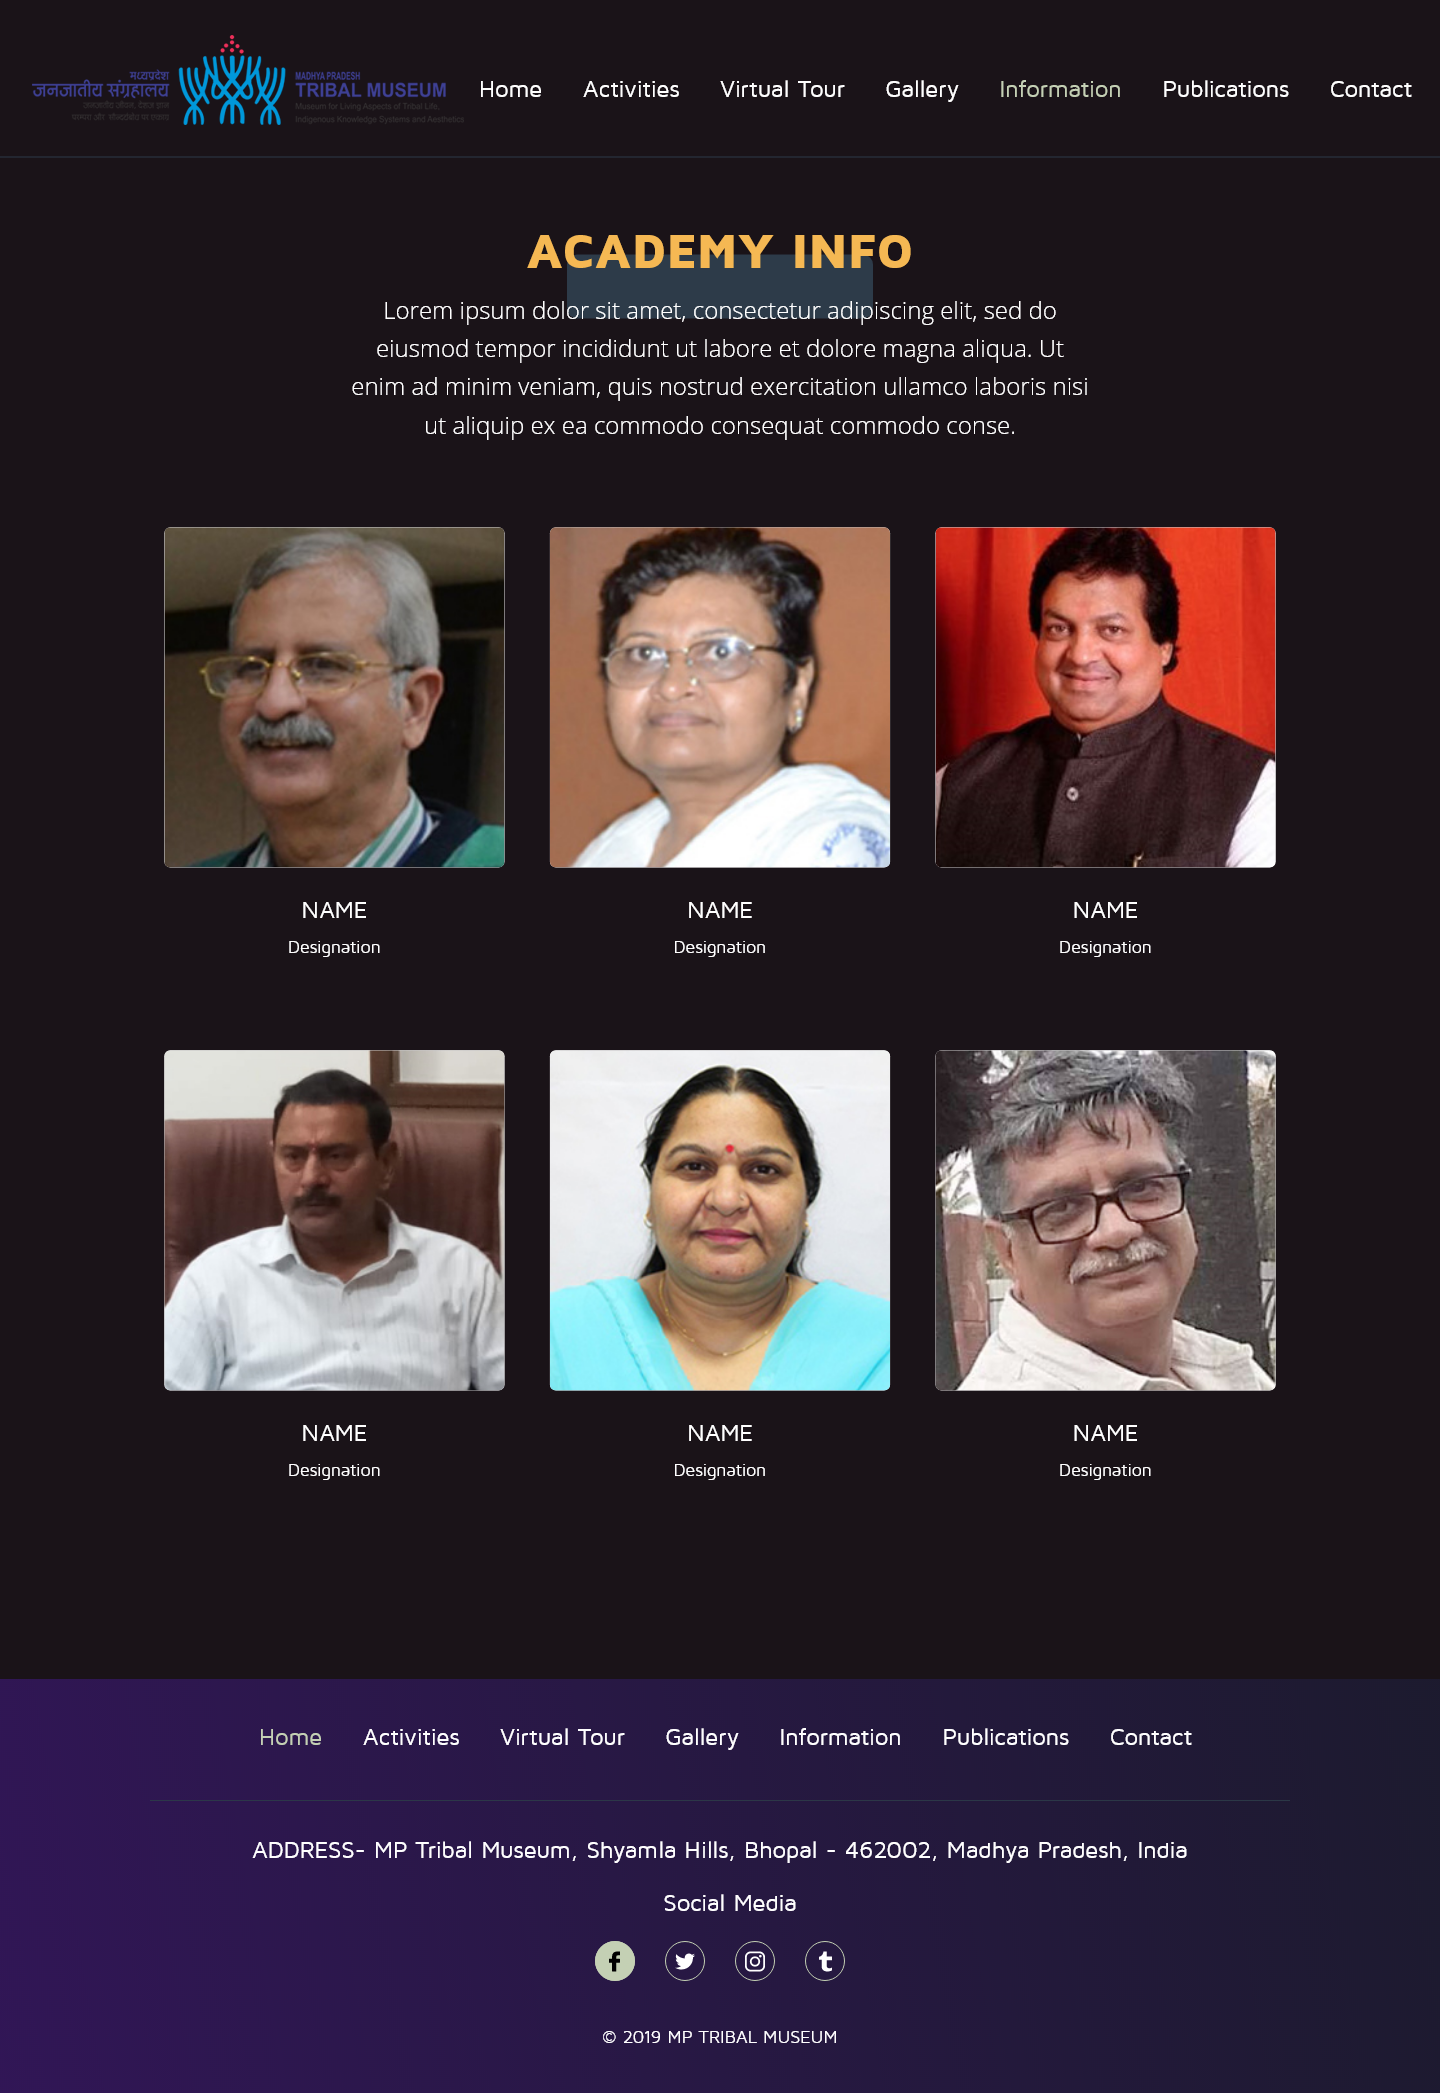 मध्यप्रदेश
जनजातीय संग्रहालय
MADHYA PRADESH
TRIBAL MUSEUM
Museum for Living Aspects of Tribal Life,
Indigenous Knowledge Systems and Aesthetics
Home Activities Virtual Tour Gallery Information Publications Contact
ACADEMY INFO
Lorem ipsum dolor sit amet, consectetur adipiscing elit, sed do
eiusmod tempor incididunt ut labore et dolore magna aliqua. Ut
enim ad minim veniam, quis nostrud exercitation ullamco laboris nisi
ut aliquip ex ea commodo consequat commodo conse.
NAME NAME NAME
Designation Designation Designation
NAME NAME NAME
Designation Designation Designation
Home Activities Virtual Tour Gallery Information Publications Contact
ADDRESS- MP Tribal Museum, Shyamla Hills, Bhopal - 462002, Madhya Pradesh, India
Social Media
© 2019 MP TRIBAL MUSEUM